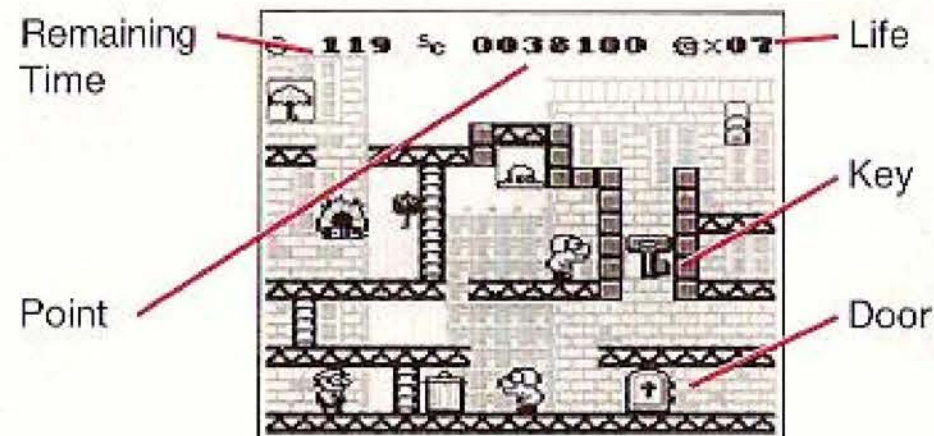 Remaining
Time
119 Sc 0038100 @×07
Life
Key
Point
Door